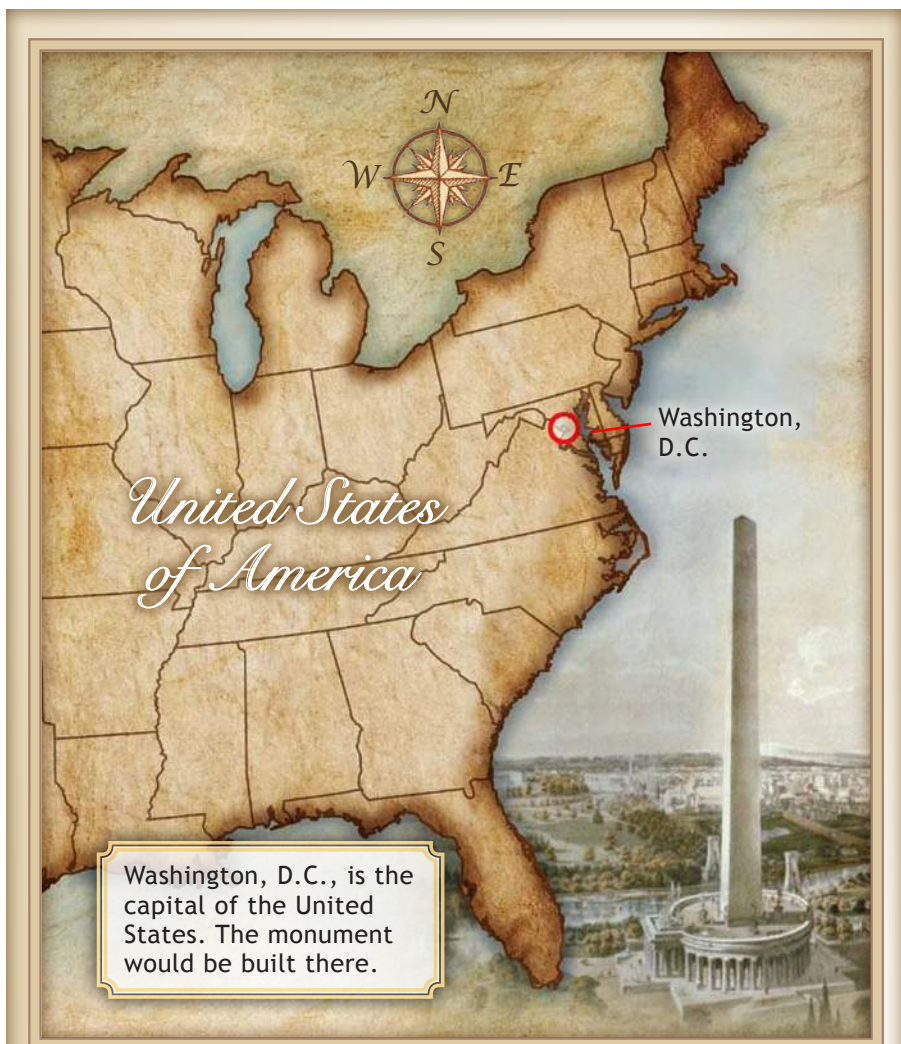 N
W E
S
Washington,
D.C.
United States
of America
Washington, D.C., is the
capital of the United
States. The monument
would be built there.